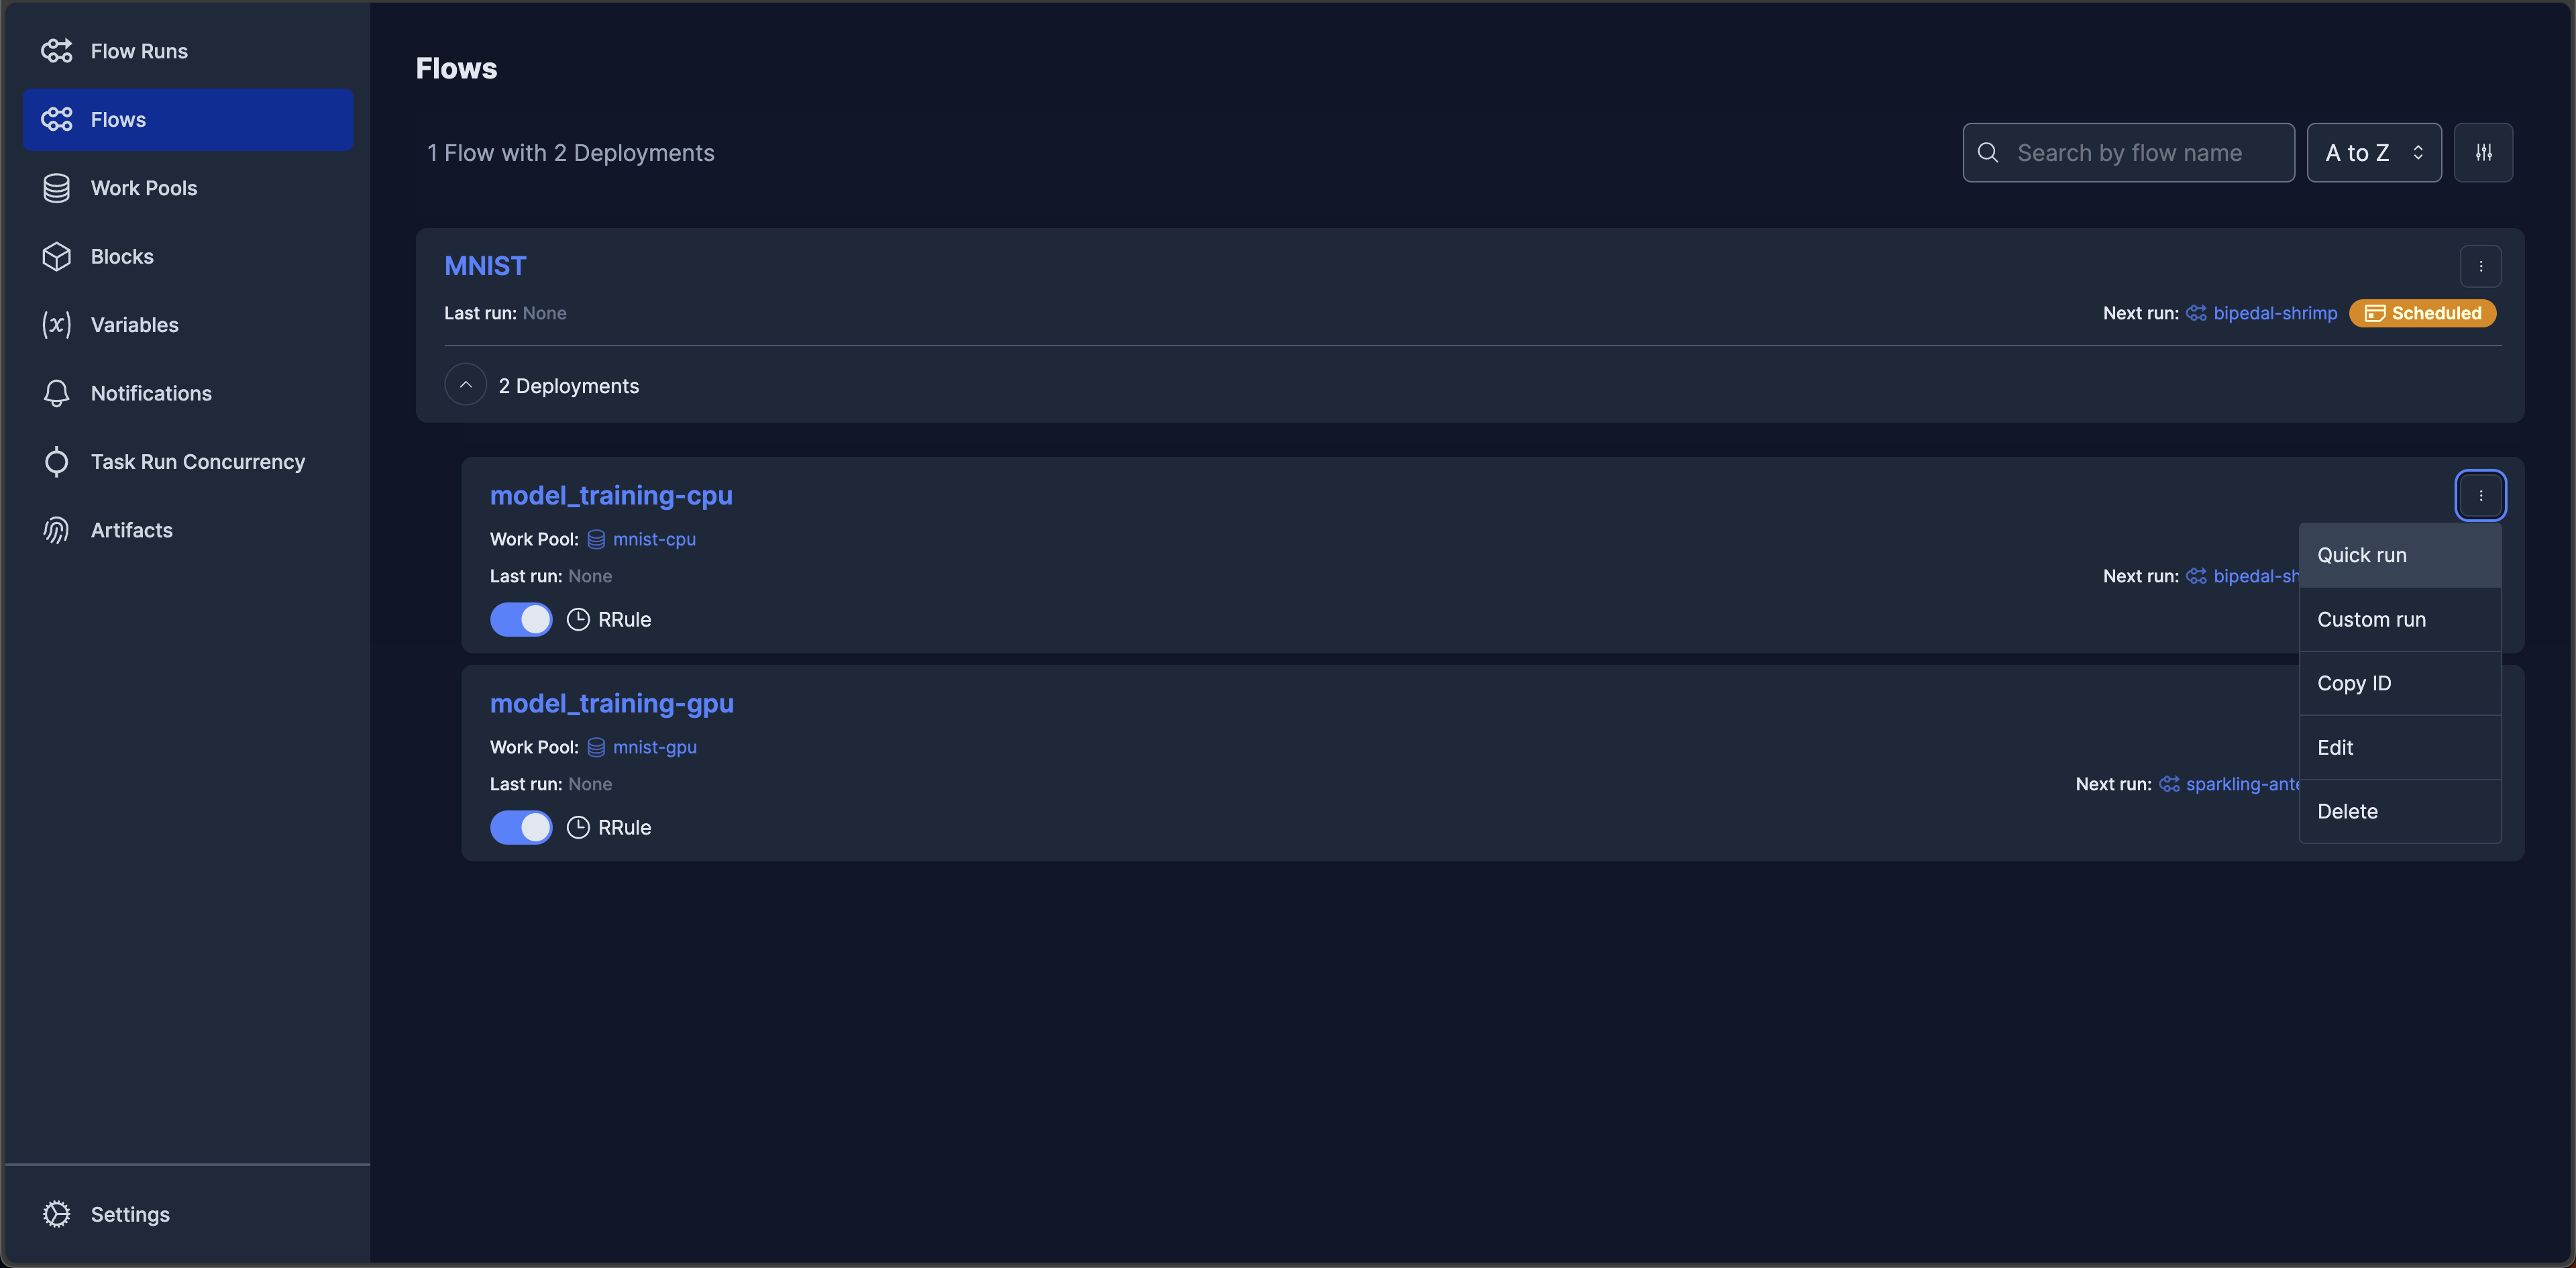 Flow Runs
Flows
Work Pools
Blocks
Variables
Notifications
Task Run Concurrency
Artifacts
Settings
Flows
1 Flow with 2 Deployments
Search by flow name
A to Z
MNIST
Last run: None
Next run: bipedal-shrimp Scheduled
2 Deployments
model_training-cpu
Work Pool: mnist-cpu
Last run: None
Next run: bipedal-sh
RRule
model_training-gpu
Work Pool: mnist-gpu
Last run: None
Next run: sparkling-ante
RRule
Quick run
Custom run
Copy ID
Edit
Delete